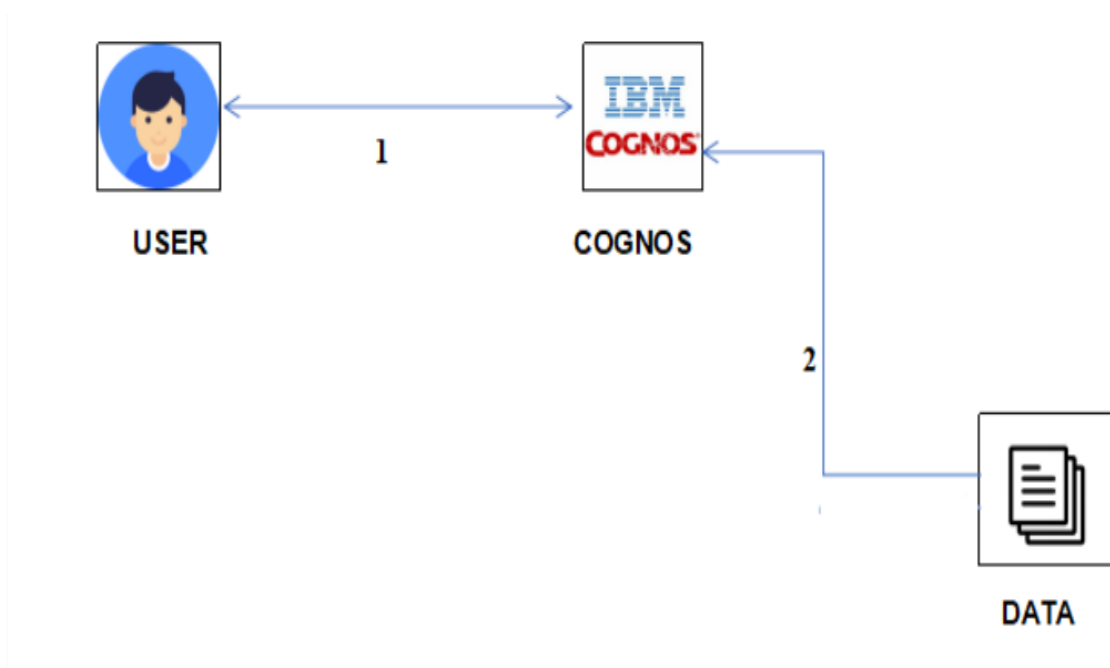 IBM
COGNOS
1
USER
COGNOS
2
DATA